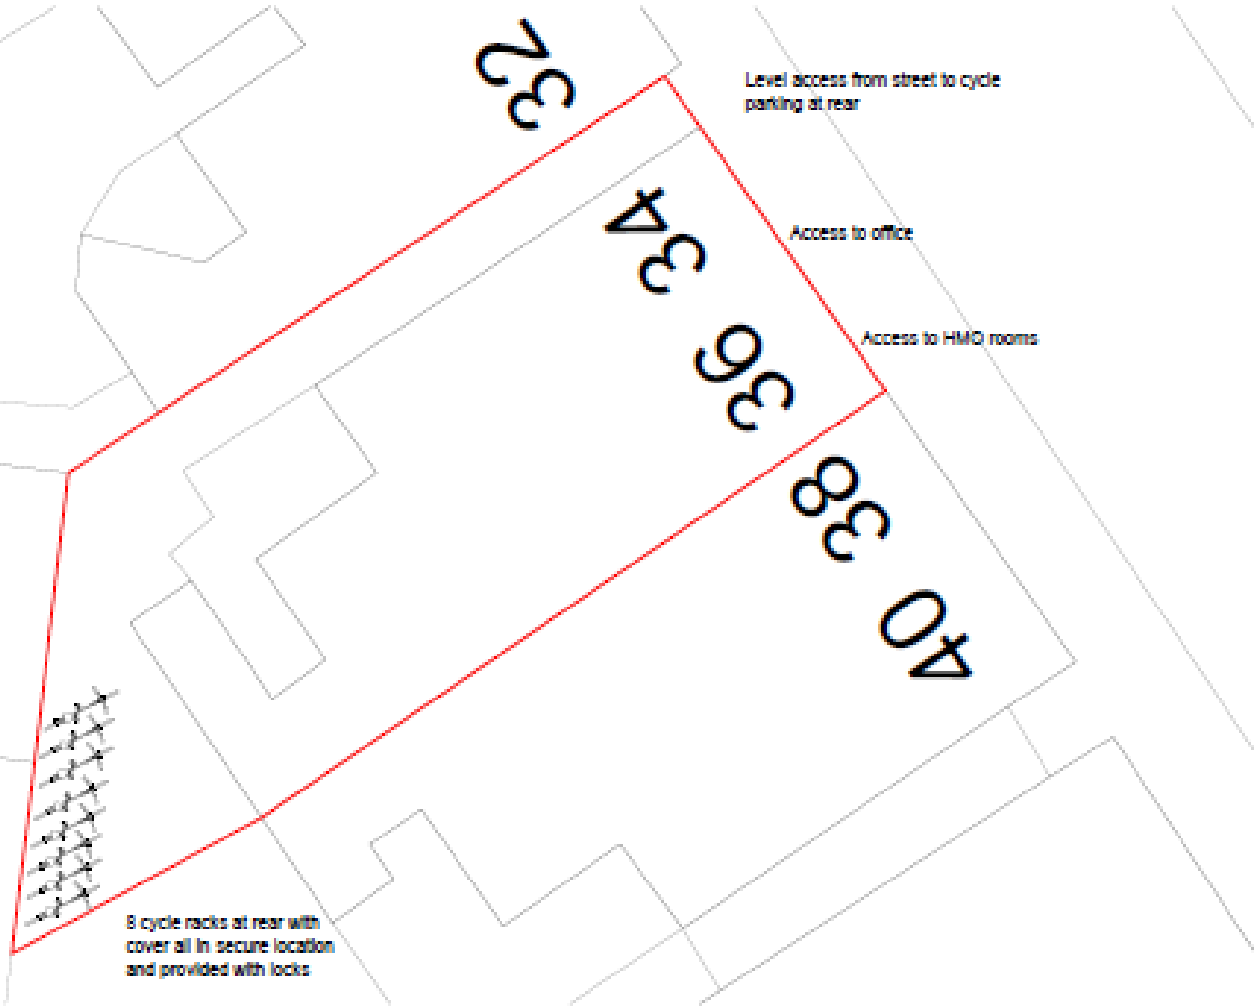 32
Level access from street to cycle
parking at rear
34
Access to office
36
Access to HMO rooms
38
40
8 cycle racks at rear with
cover all in secure location
and provided with locks